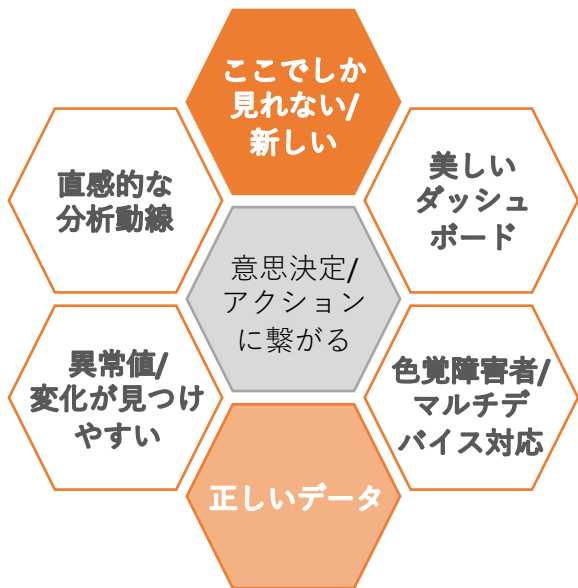 ここでしか
見れない/
新しい
直感的な
分析動線
美しい
ダッシュ
ボード
意思決定/
アクション
に繋がる
異常値/
変化が見つけ
やすい
色覚障害者/
マルチデ
バイス対応
正しいデータ